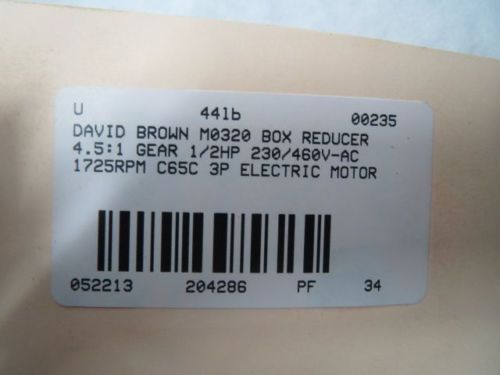 U 44lb 00235
DAVID BROWN M0320 BOX REDUCER
4.5:1 GEAR 1/2HP 230/460V-AC
1725RPM C65C 3P ELECTRIC MOTOR
052213 204286 PF 34